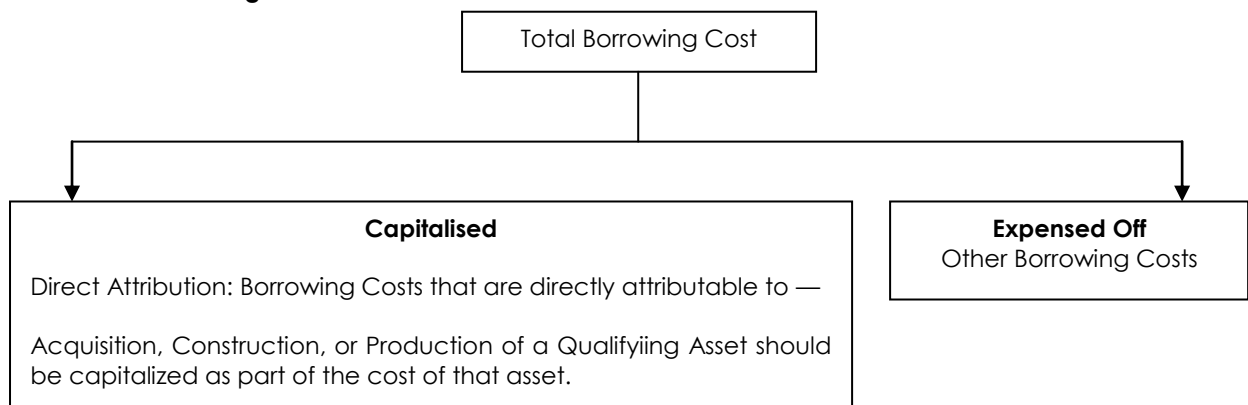 Total Borrowing Cost
Capitalised
Direct Attribution: Borrowing Costs that are directly attributable to —
Acquisition, Construction, or Production of a Qualifyiing Asset should
be capitalized as part of the cost of that asset.
Expensed Off
Other Borrowing Costs